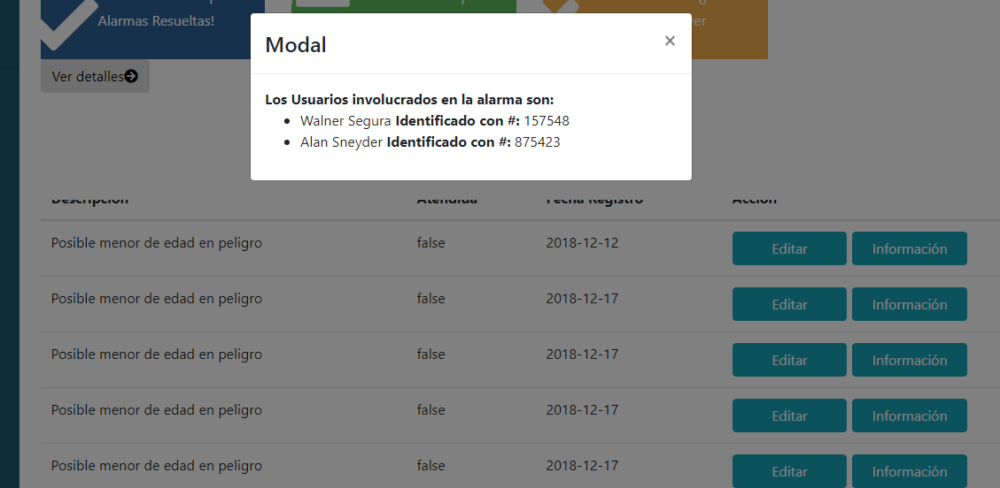 Alarmas Resueltas!
Ver detalles
Modal
×
Los Usuarios involucrados en la alarma son:
• Walner Segura Identificado con #: 157548
• Alan Sneyder Identificado con #: 875423
Descripción Atendida Fecha Registro Acción
Posible menor de edad en peligro false 2018-12-12 Editar Información
Posible menor de edad en peligro false 2018-12-17 Editar Información
Posible menor de edad en peligro false 2018-12-17 Editar Información
Posible menor de edad en peligro false 2018-12-17 Editar Información
Posible menor de edad en peligro false 2018-12-17 Editar Información